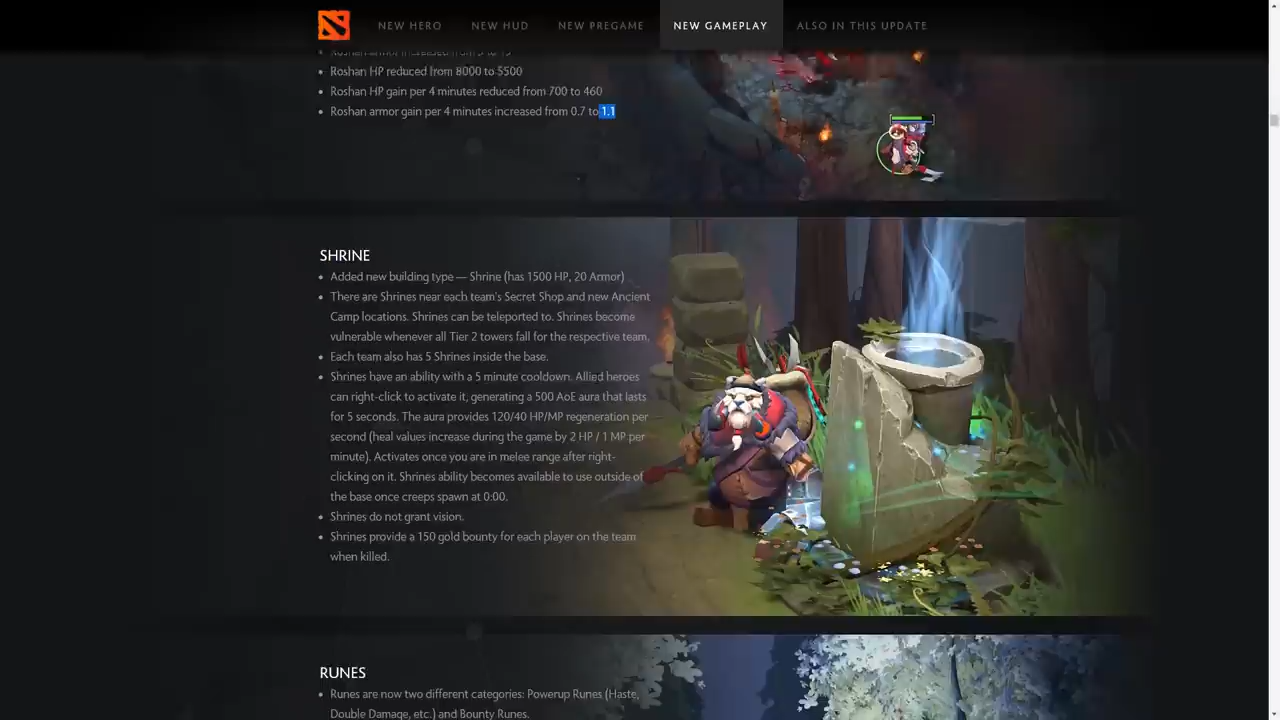 NEW HERO NEW HUD NEW PREGAME NEW GAMEPLAY ALSO IN THIS UPDATE
Roshan HP reduced from 8000 to 5500
Roshan HP gain per 4 minutes reduced from 700 to 460
Roshan armor gain per 4 minutes increased from 0.7 to 1.1
SHRINE
Added new building type — Shrine (has 1500 HP, 20 Armor)
There are Shrines near each team's Secret Shop and new Ancient
Camp locations. Shrines can be teleported to. Shrines become
vulnerable whenever all Tier 2 towers fall for the respective team.
Each team also has 5 Shrines inside the base.
Shrines have an ability with a 5 minute cooldown. Allied heroes
can right-click to activate it, generating a 500 AoE aura that lasts
for 5 seconds. The aura provides 120/40 HP/MP regeneration per
second (heal values increase during the game by 2 HP / 1 MP per
minute). Activates once you are in melee range after right-
clicking on it. Shrines ability becomes available to use outside of
the base once creeps spawn at 0:00.
Shrines do not grant vision.
Shrines provide a 150 gold bounty for each player on the team
when killed.
RUNES
Runes are now two different categories: Powerup Runes (Haste,
Double Damage, etc.) and Bounty Runes.